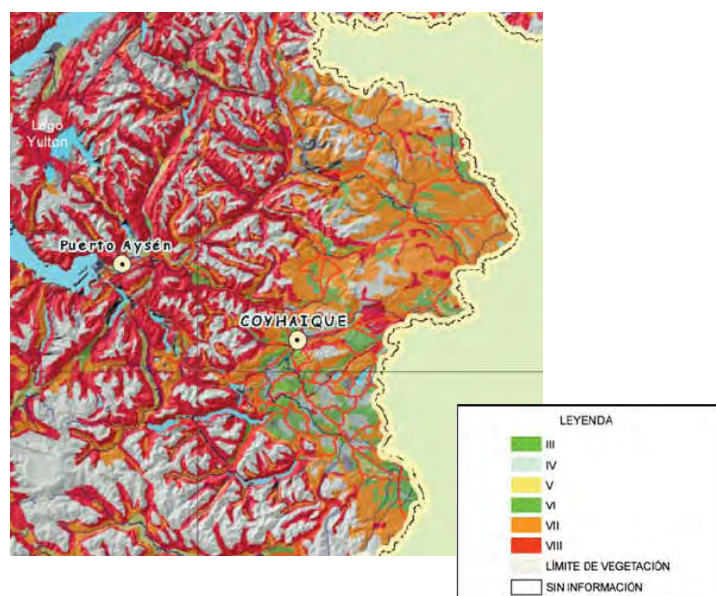 Lago
Yulton
Puerto Aysén
COYHAIQUE
LEYENDA
III
IV
V
VI
VII
VIII
LÍMITE DE VEGETACIÓN
SIN INFORMACIÓN